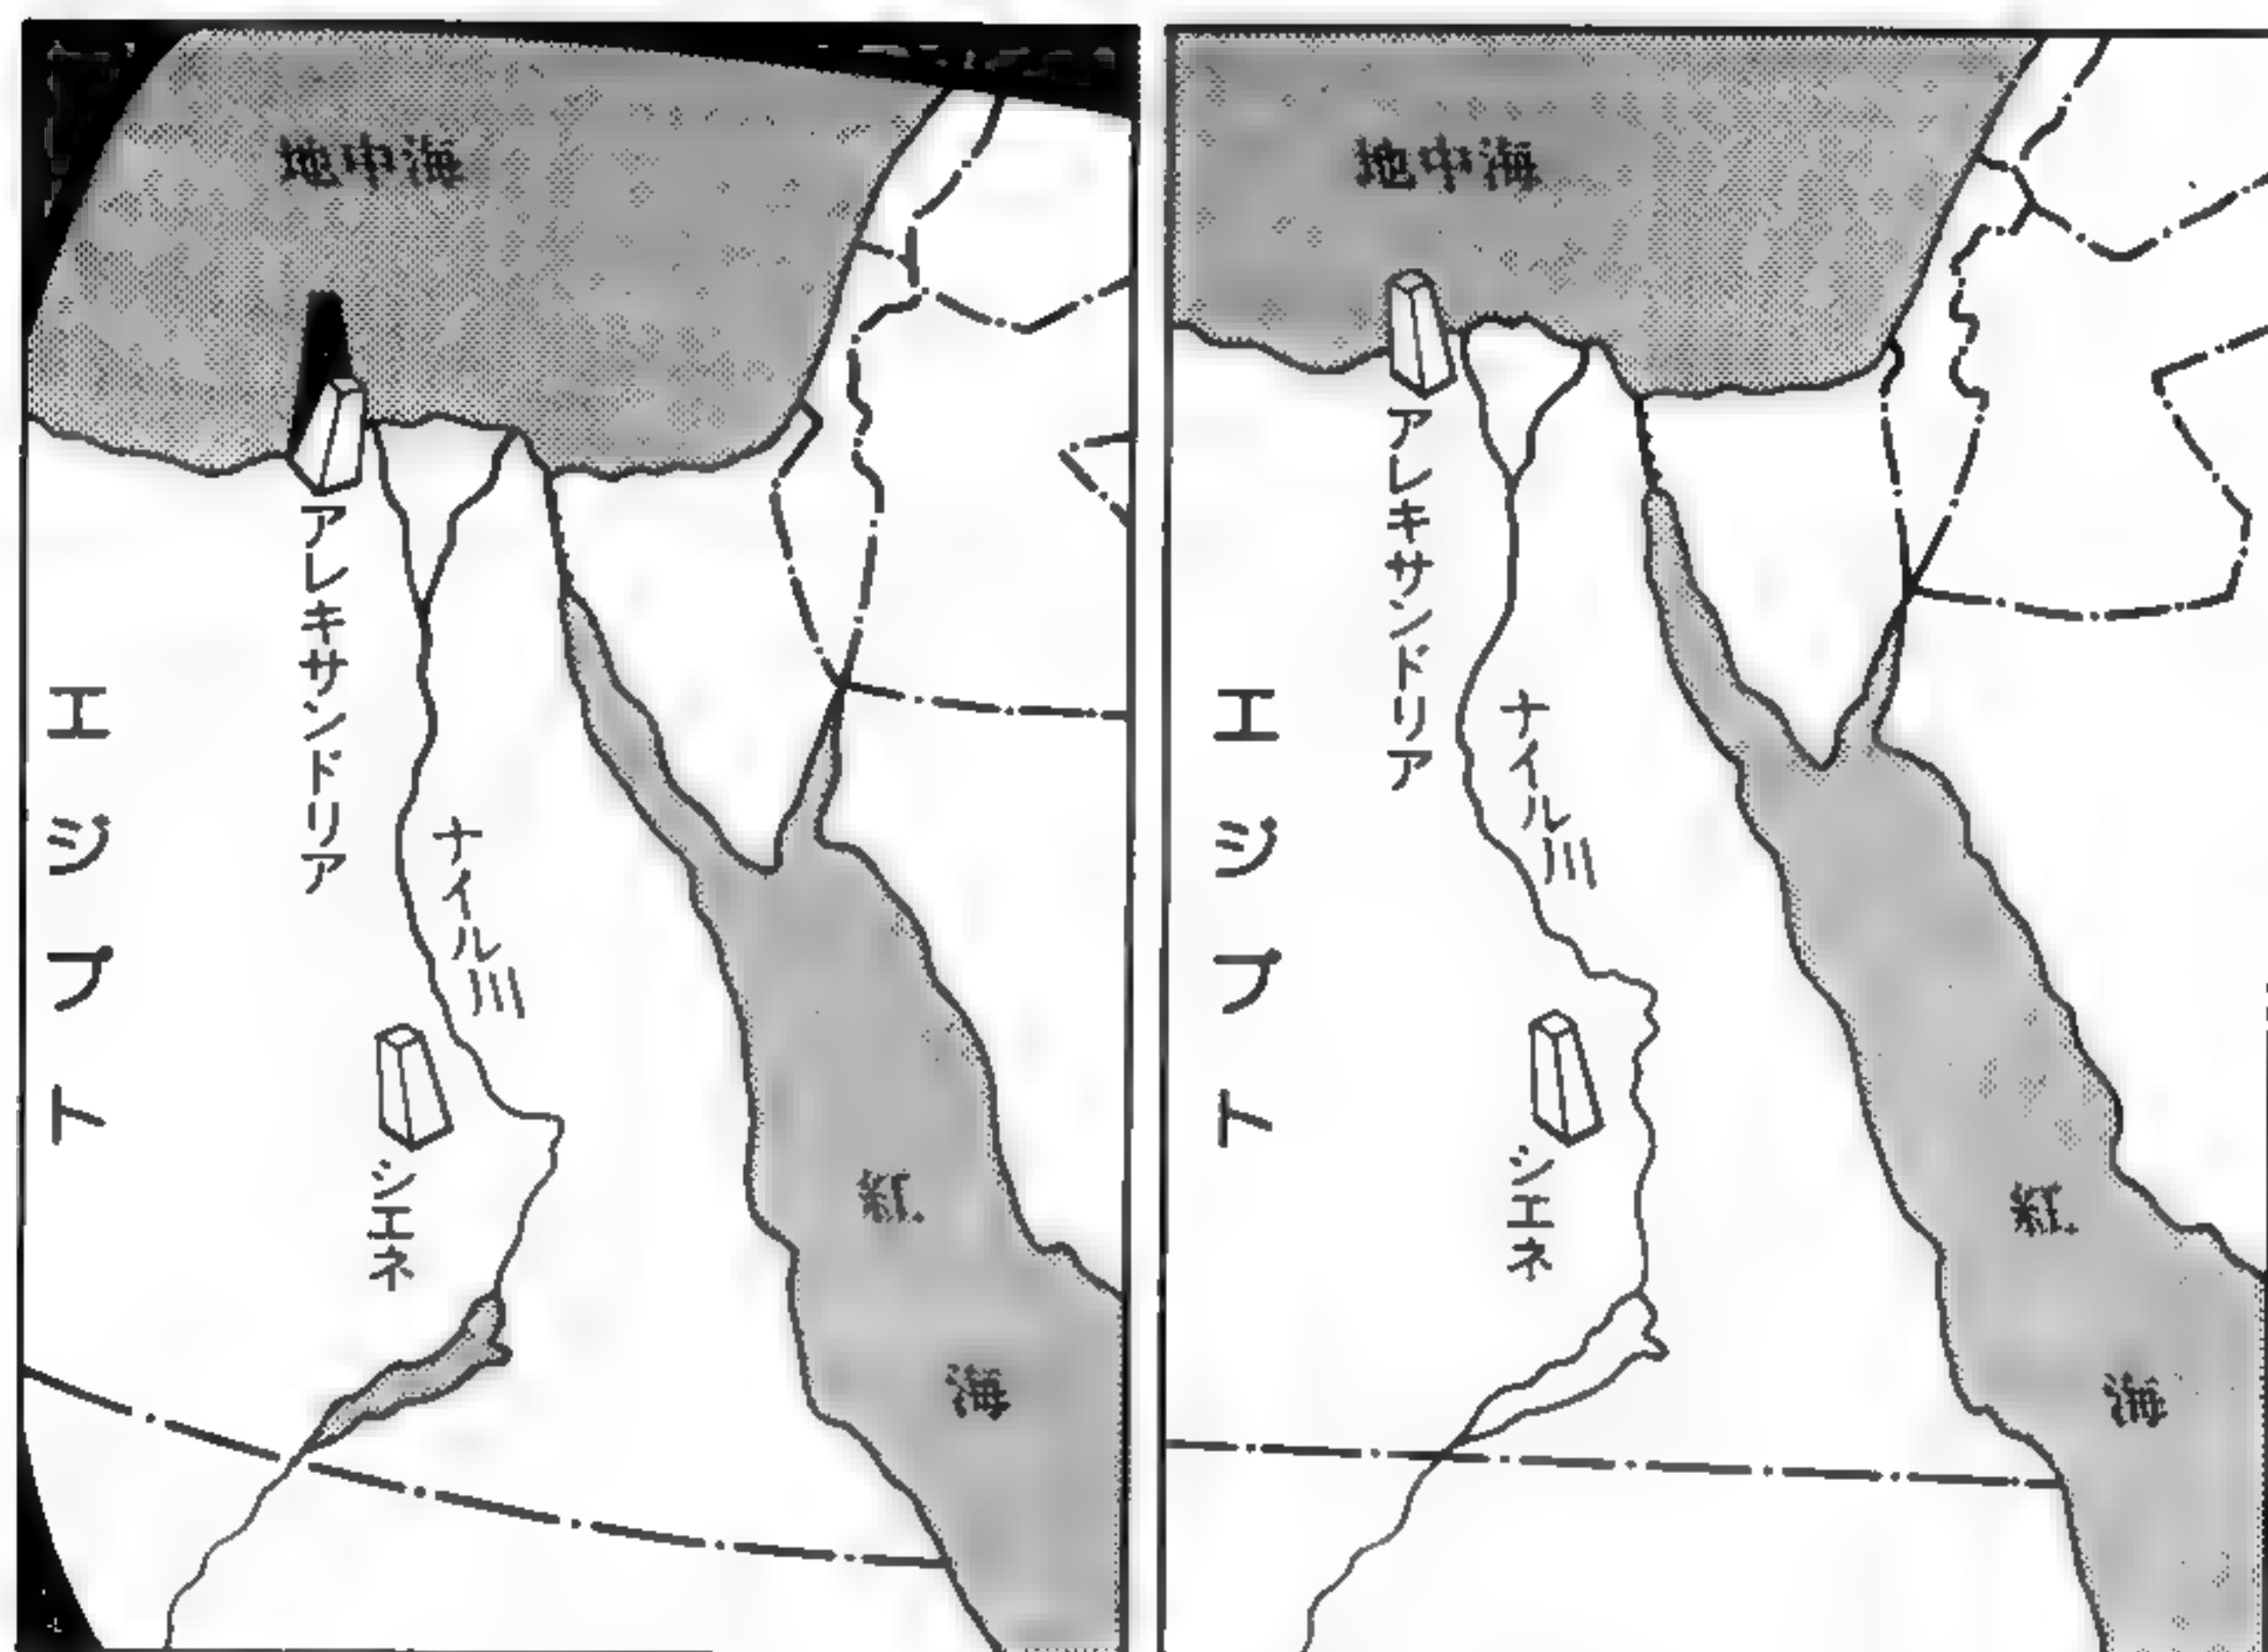 地中海
アレキサンドリア
エジプト
ナイル川
シエネ
紅海
地中海
アレキサンドリア
エジプト
ナイル川
シエネ
紅海